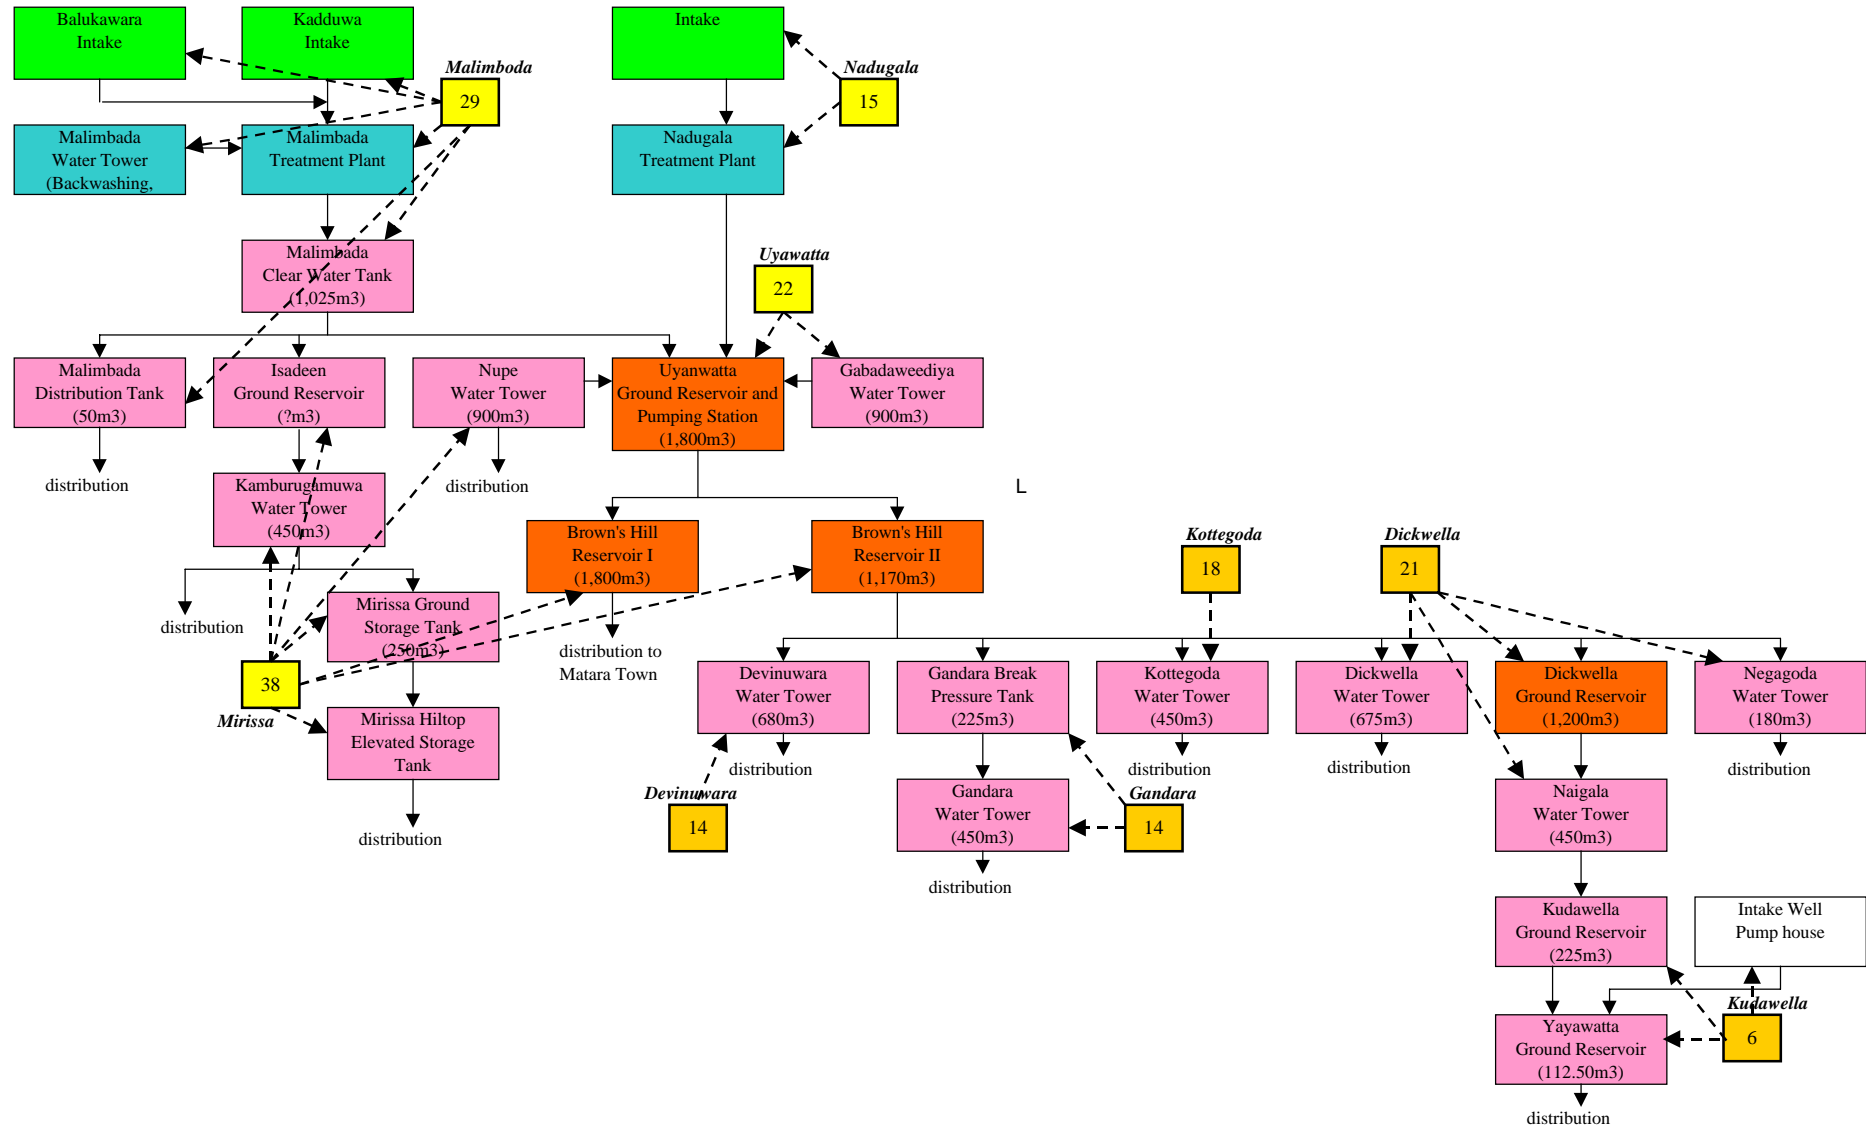 Balukawara
Intake
Kadduwa
Intake
Intake
Malimboda
29
Nadugala
15
Malimbada
Water Tower
(Backwashing,
Malimbada
Treatment Plant
Nadugala
Treatment Plant
Malimbada
Clear Water Tank
(1,025m3)
Uyawatta
22
Malimbada
Distribution Tank
(50m3)
Isadeen
Ground Reservoir
(?m3)
Nupe
Water Tower
(900m3)
Uyanwatta
Ground Reservoir and
Pumping Station
(1,800m3)
Gabadaweediya
Water Tower
(900m3)
distribution
Kamburugamuwa
Water Tower
(450m3)
distribution
L
Brown's Hill
Reservoir I
(1,800m3)
Brown's Hill
Reservoir II
(1,170m3)
Kottegoda
18
Dickwella
21
distribution
Mirissa Ground
Storage Tank
(250m3)
distribution to
Matara Town
38
Mirissa
Devinuwara
Water Tower
(680m3)
Gandara Break
Pressure Tank
(225m3)
Kottegoda
Water Tower
(450m3)
Dickwella
Water Tower
(675m3)
Dickwella
Ground Reservoir
(1,200m3)
Negagoda
Water Tower
(180m3)
Mirissa Hiltop
Elevated Storage
Tank
distribution
distribution
distribution
distribution
Devinuwara
14
Gandara
Water Tower
(450m3)
Gandara
14
Naigala
Water Tower
(450m3)
distribution
distribution
Kudawella
Ground Reservoir
(225m3)
Intake Well
Pump house
Kudawella
6
Yayawatta
Ground Reservoir
(112.50m3)
distribution